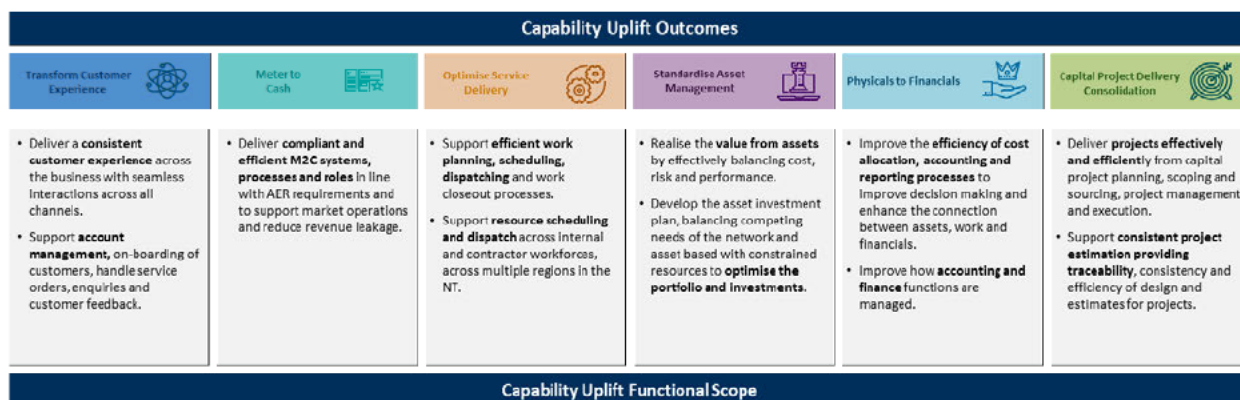 Capability Uplift Outcomes
Transform Customer
Experience
Meter to
Cash
Optimise Service
Delivery
Standardise Asset
Management
Physicals to Financials
Capital Project Delivery
Consolidation
• Deliver a consistent
customer experience across
the business with seamless
interactions across all
channels.
• Support account
management, on-boarding of
customers, handle service
orders, enquiries and
customer feedback.
• Deliver compliant and
efficient M2C systems,
processes and roles in line
with AER requirements and
to support market operations
and reduce revenue leakage.
• Support efficient work
planning, scheduling,
dispatching and work
closeout processes.
• Support resource scheduling
and dispatch across internal
and contractor workforces,
across multiple regions in the
NT.
• Realise the value from assets
by effectively balancing cost,
risk and performance.
• Develop the asset investment
plan, balancing competing
needs of the network and
asset based with constrained
resources to optimise the
portfolio and investments.
• Improve the efficiency of cost
allocation, accounting and
reporting processes to
improve decision making and
enhance the connection
between assets, work and
financials.
• Improve how accounting and
finance functions are
managed.
• Deliver projects effectively
and efficiently from capital
project planning, scoping and
sourcing, project management
and execution.
• Support consistent project
estimation providing
traceability, consistency and
efficiency of design and
estimates for projects.
Capability Uplift Functional Scope